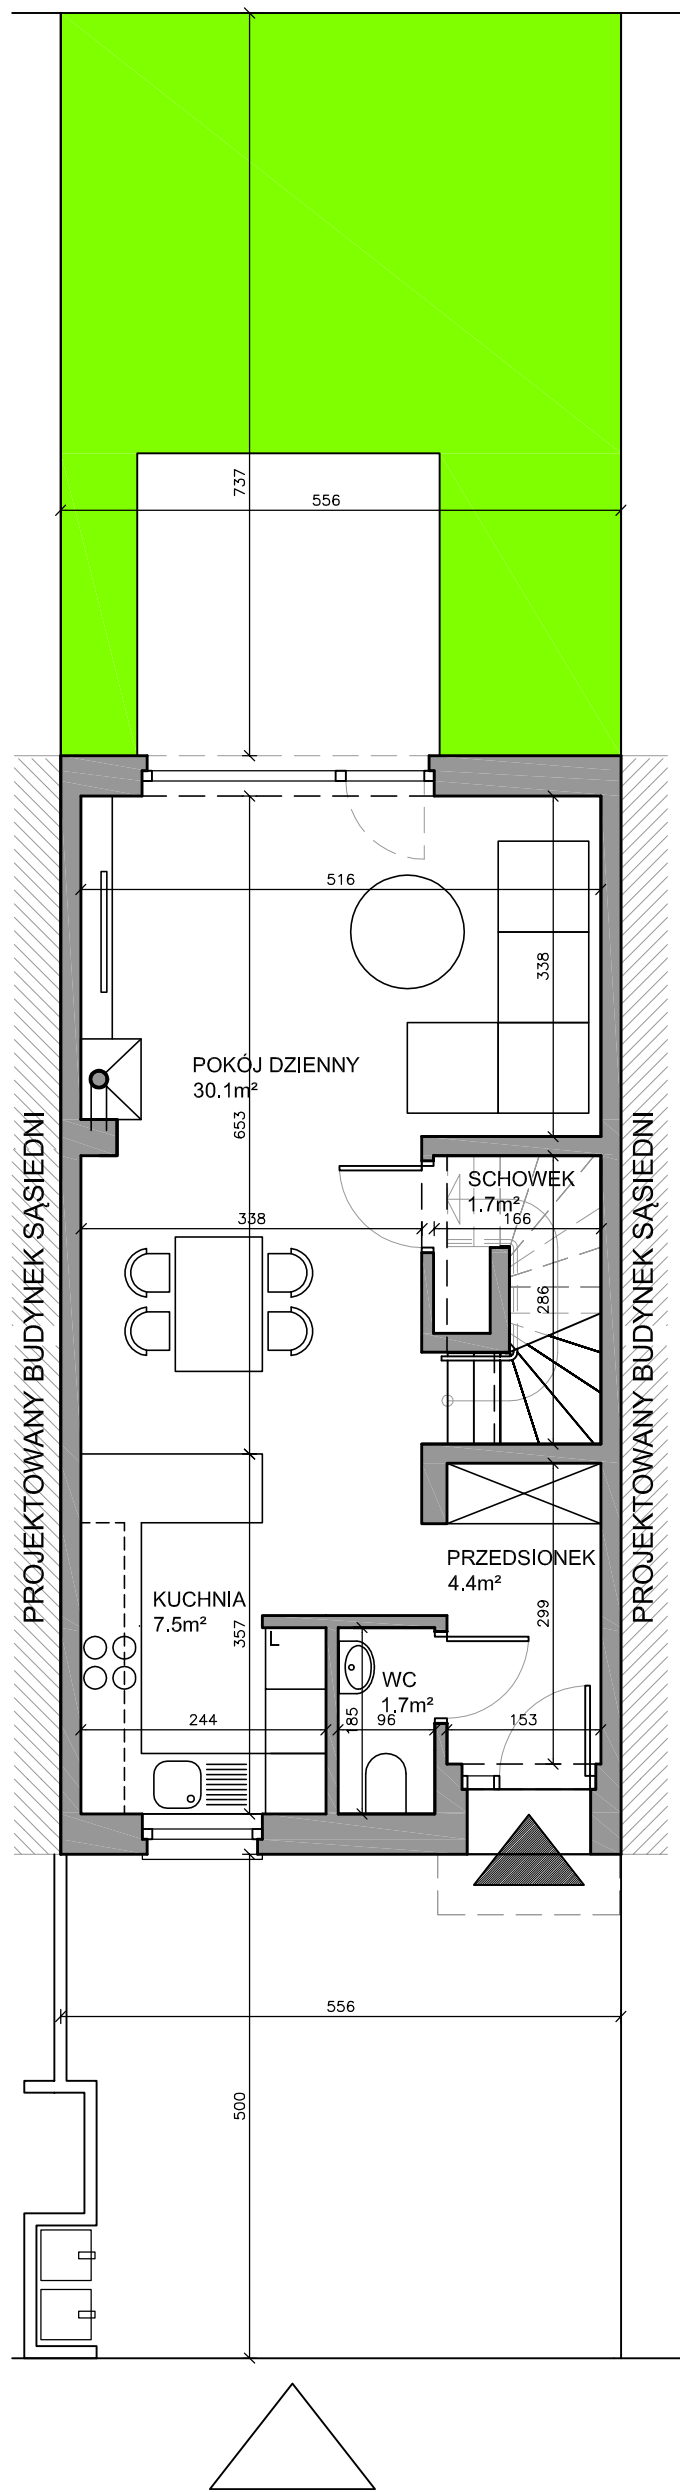 737
556
516
338
POKÓJ DZIENNY
30.1m²
653
SCHOWEK
1.7m²
338
166
286
PROJEKTOWANY BUDYNEK SĄSIEDNI
PROJEKTOWANY BUDYNEK SĄSIEDNI
PRZEDSIONEK
4.4m²
KUCHNIA
7.5m²
357
299
L
WC
1.7m²
185
244
96
153
556
500